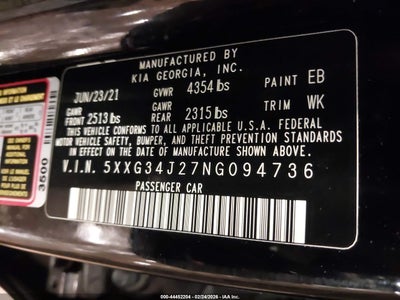 MANUFACTURED BY
KIA GEORGIA, INC.
JUN/23/21 GVWR 4354 lbs PAINT EB
GAWR FRONT 2513 lbs GAWR REAR 2315 lbs TRIM WK
THIS VEHICLE CONFORMS TO ALL APPLICABLE U.S.A. FEDERAL
MOTOR VEHICLE SAFETY, BUMPER, AND THEFT PREVENTION STANDARDS
IN EFFECT ON THE DATE OF MANUFACTURE SHOWN ABOVE.
V.I.N. 5XXG34J27NG094736
PASSENGER CAR
3500
000-44452204 - 02/24/2026 - IAA Inc.